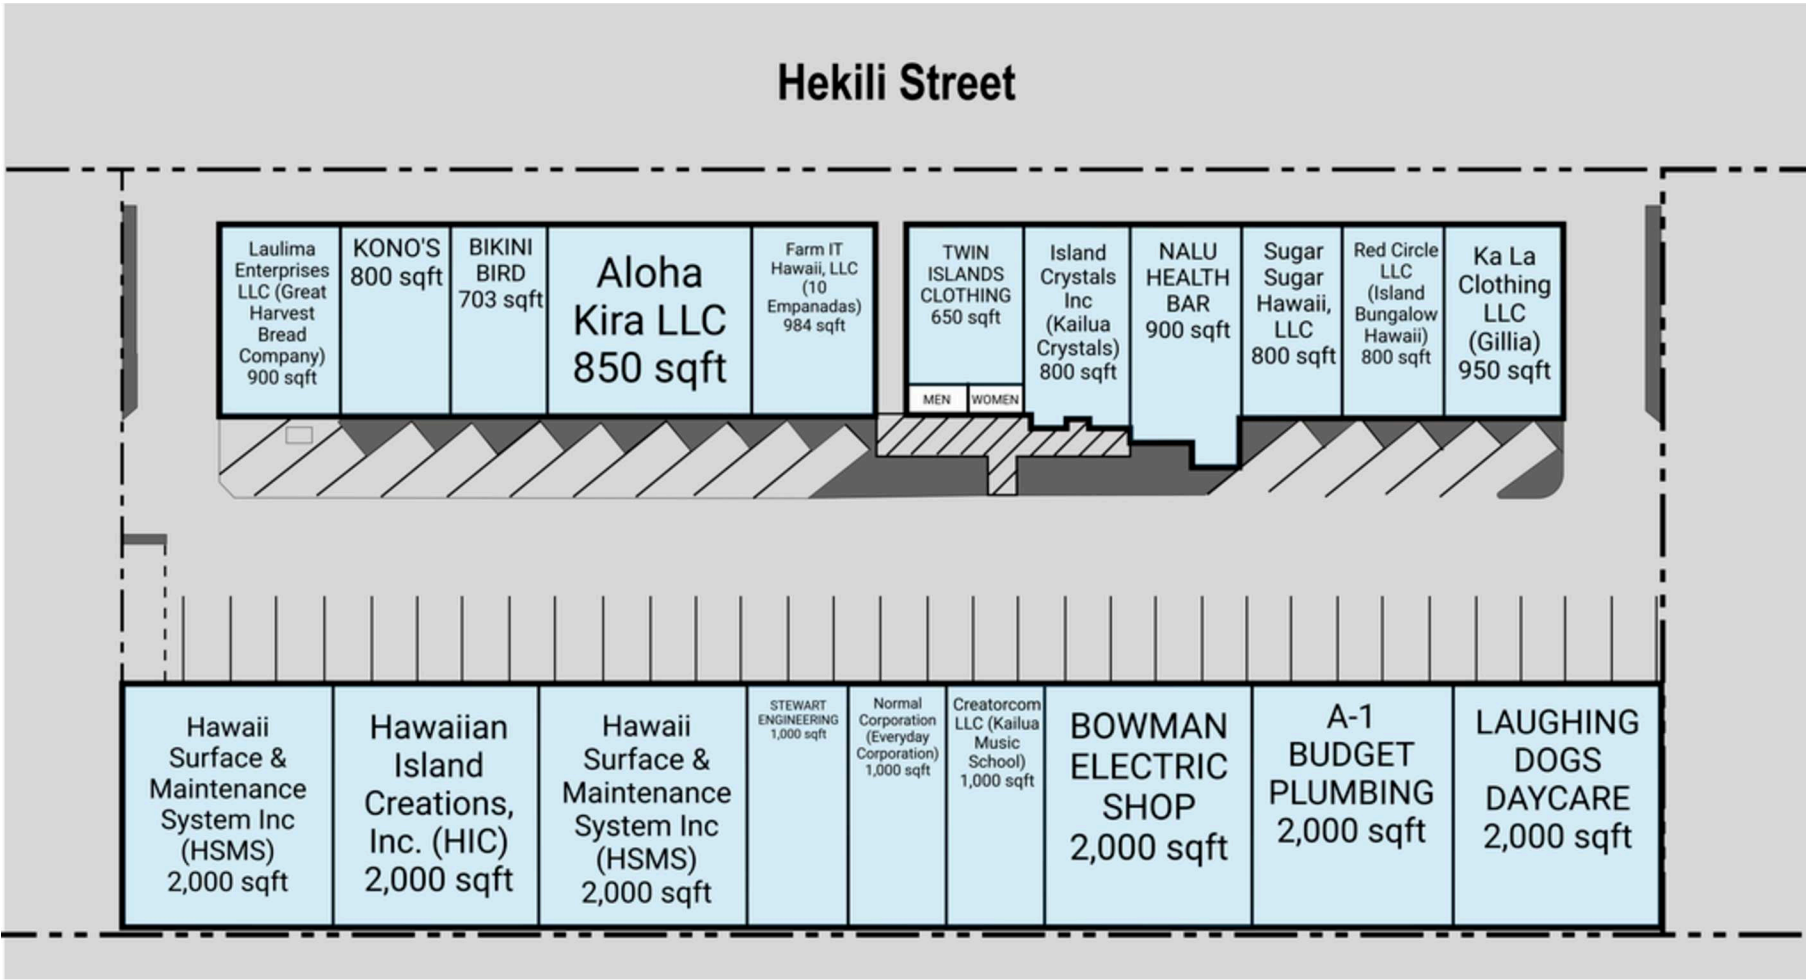 Hekili Street
Laulima
Enterprises
LLC (Great
Harvest
Bread
Company)
900 sqft
KONO'S
800 sqft
BIKINI
BIRD
703 sqft
Aloha
Kira LLC
850 sqft
Farm IT
Hawaii, LLC
(10
Empanadas)
984 sqft
TWIN
ISLANDS
CLOTHING
650 sqft
MEN
WOMEN
Island
Crystals
Inc
(Kailua
Crystals)
800 sqft
NALU
HEALTH
BAR
900 sqft
Sugar
Sugar
Hawaii,
LLC
800 sqft
Red Circle
LLC
(Island
Bungalow
Hawaii)
800 sqft
Ka La
Clothing
LLC
(Gillia)
950 sqft
Hawaii
Surface &
Maintenance
System Inc
(HSMS)
2,000 sqft
Hawaiian
Island
Creations,
Inc. (HIC)
2,000 sqft
Hawaii
Surface &
Maintenance
System Inc
(HSMS)
2,000 sqft
STEWART
ENGINEERING
1,000 sqft
Normal
Corporation
(Everyday
Corporation)
1,000 sqft
Creatorcom
LLC (Kailua
Music
School)
1,000 sqft
BOWMAN
ELECTRIC
SHOP
2,000 sqft
A-1
BUDGET
PLUMBING
2,000 sqft
LAUGHING
DOGS
DAYCARE
2,000 sqft